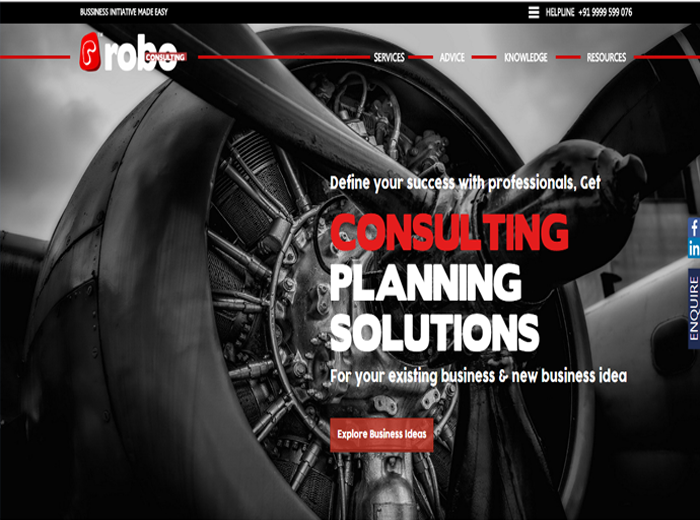 BUSSINESS INITIATIVE MADE EASY
HELPLINE +91 9999 599 076
robo
CONSULTING
SERVICES
ADVICE
KNOWLEDGE
RESOURCES
Define your success with professionals, Get
CONSULTING
PLANNING
SOLUTIONS
For your existing business & new business idea
Explore Business Ideas
f
in
ENQUIRE